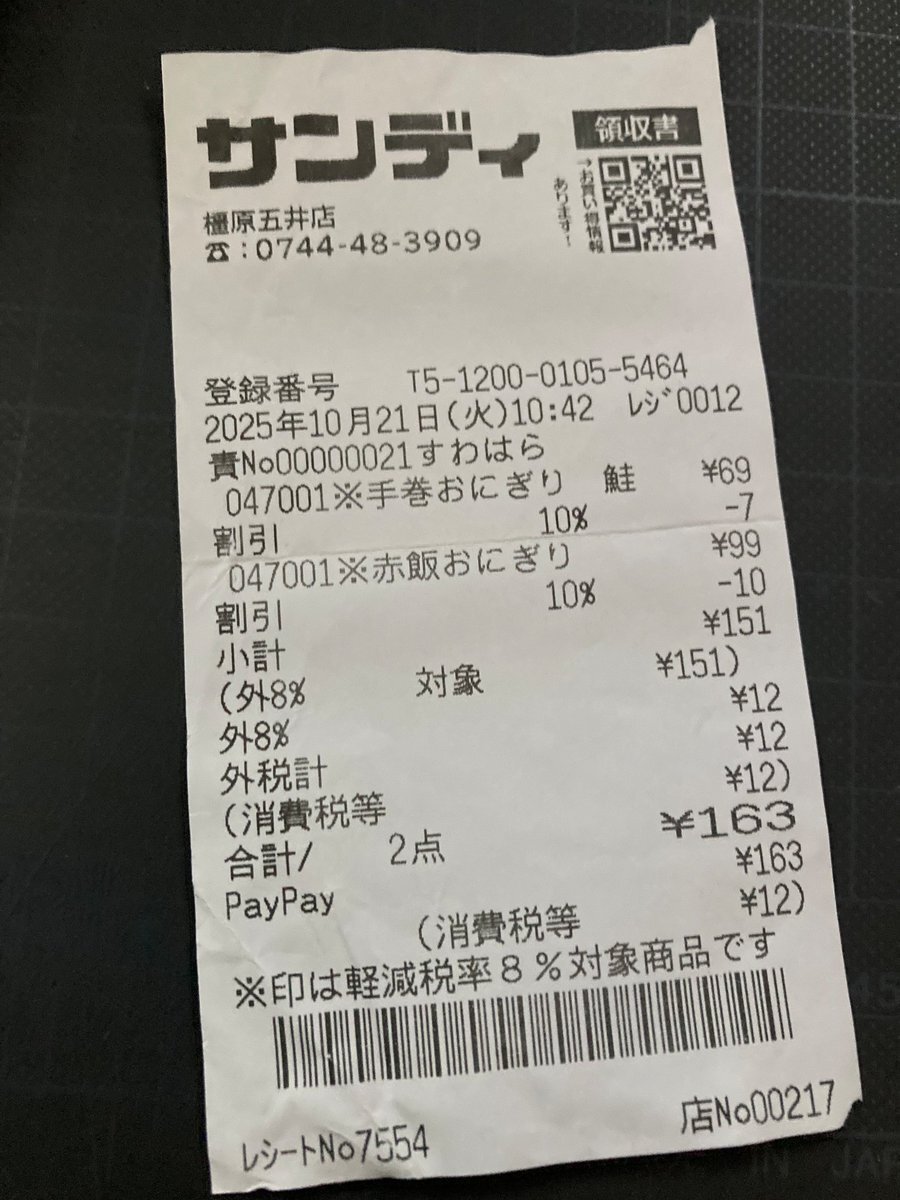 サンディ
領収書
→お買い得情報
あります!
橿原五井店
☎:0744-48-3909
登録番号 T5-1200-0105-5464
2025年10月21日(火)10:42 レジ0012
責No00000021すわはら
047001※手巻おにぎり 鮭 ¥69
割引 10% -7
047001※赤飯おにぎり ¥99
割引 10% -10
小計 ¥151
(外8% 対象 ¥151)
外8% ¥12
外税計 ¥12
(消費税等 ¥12)
合計/ 2点 ¥163
PayPay ¥163
(消費税等 ¥12)
※印は軽減税率8%対象商品です
レシートNo7554 店No00217